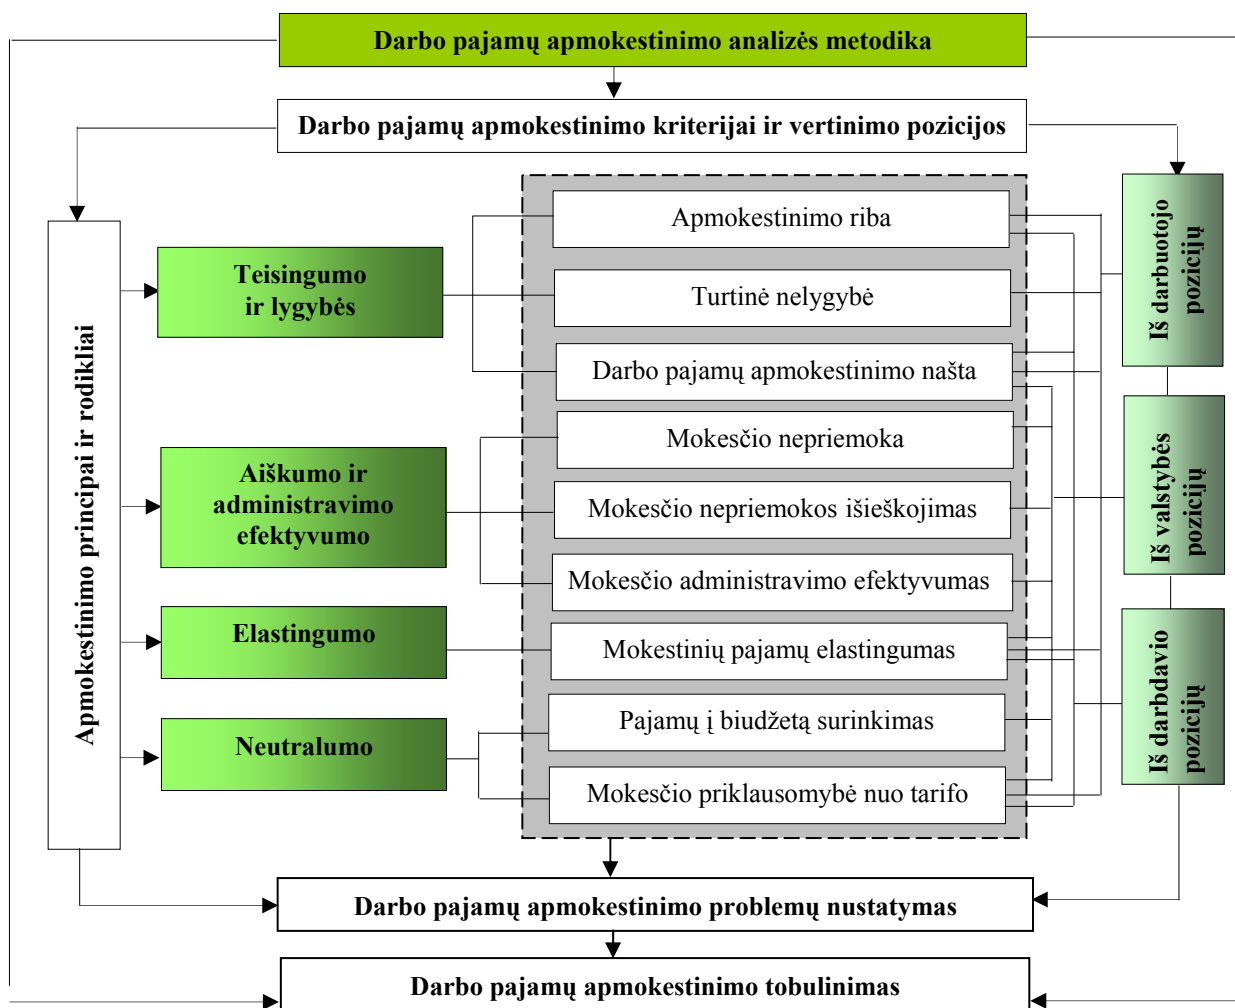 Darbo pajamų apmokestinimo analizės metodika
Darbo pajamų apmokestinimo kriterijai ir vertinimo pozicijos
Apmokestinimo principai ir rodikliai
Teisingumo
ir lygybės
Aiškumo ir
administravimo
efektyvumo
Elastingumo
Neutralumo
Apmokestinimo riba
Turtinė nelygybė
Darbo pajamų apmokestinimo našta
Mokesčio nepriemoka
Mokesčio nepriemokos išieškojimas
Mokesčio administravimo efektyvumas
Mokestinių pajamų elastingumas
Pajamų į biudžetą surinkimas
Mokesčio priklausomybė nuo tarifo
Iš darbuotojo
pozicijų
Iš valstybės
pozicijų
Iš darbdavio
pozicijų
Darbo pajamų apmokestinimo problemų nustatymas
Darbo pajamų apmokestinimo tobulinimas